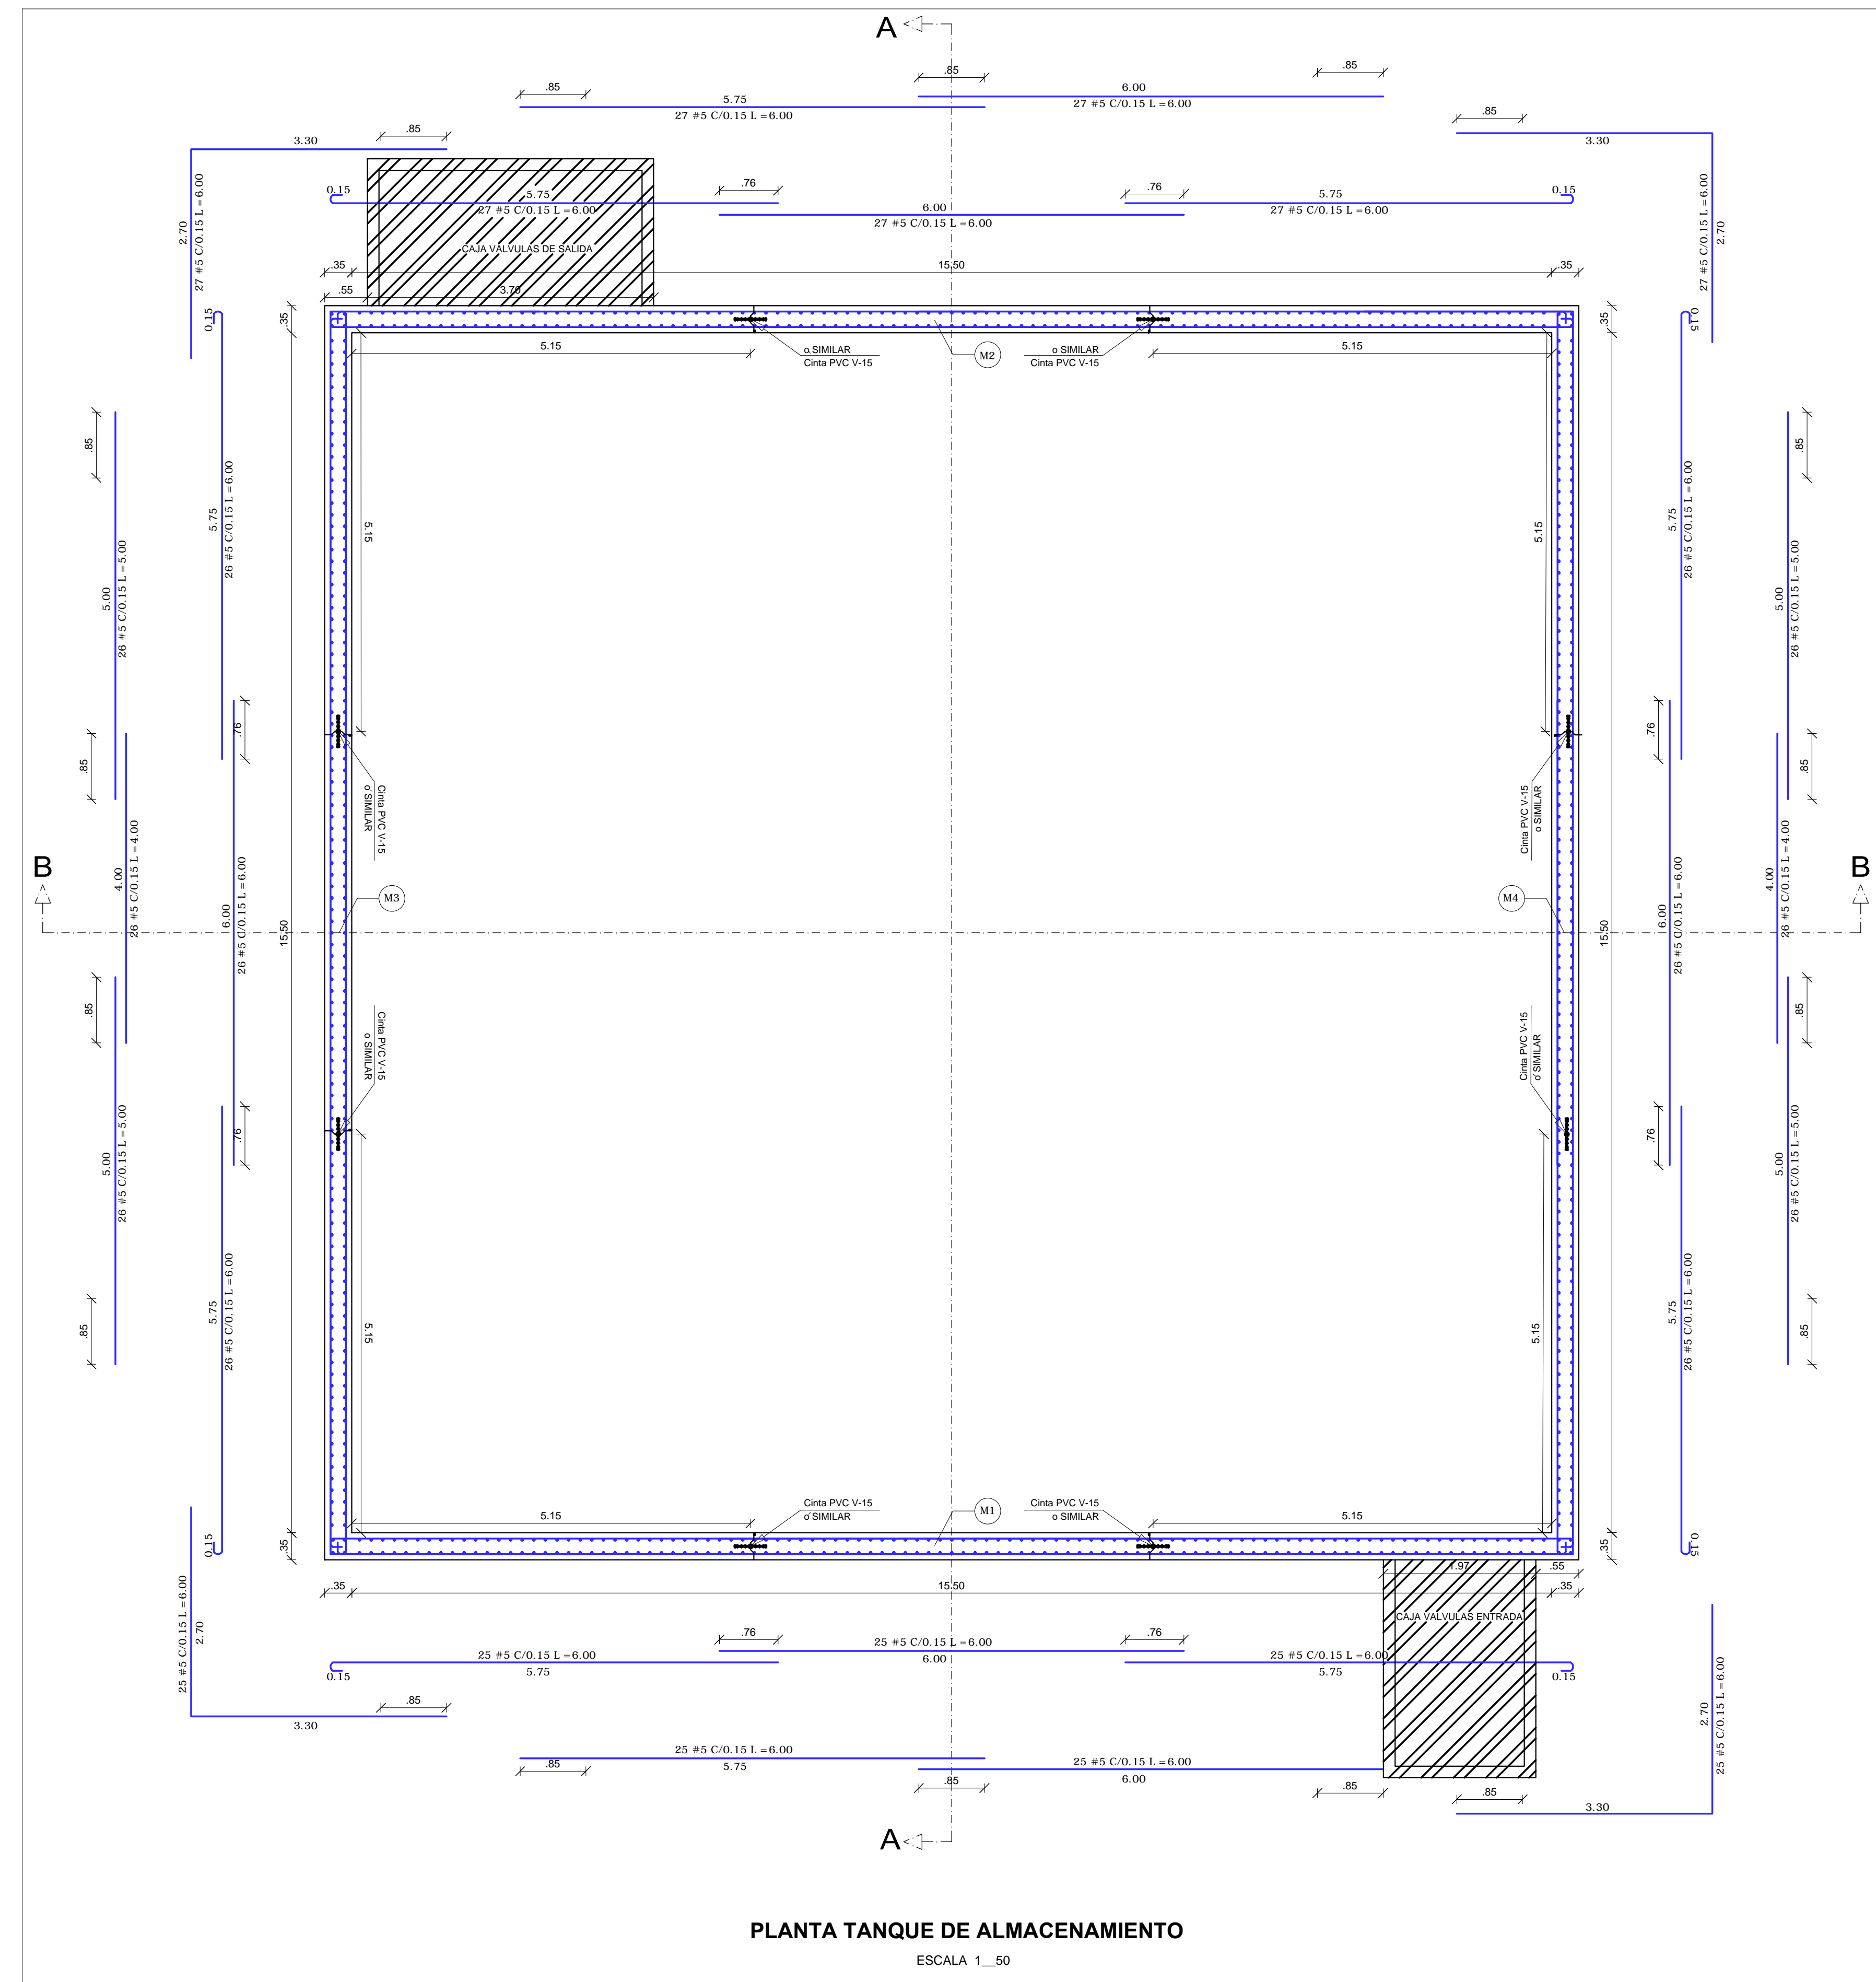 A
.85
6.00
27 #5 C/0.15 L =6.00
.85
.85
5.75
27 #5 C/0.15 L =6.00
.85
3.30
.85
3.30
2.70
27 #5 C/0.15 L =6.00
27 #5 C/0.15 L =6.00
2.70
0.15
5.75
27 #5 C/0.15 L =6.00
.76
6.00
27 #5 C/0.15 L =6.00
.76
5.75
27 #5 C/0.15 L =6.00
0.15
CAJA VALVULAS DE SALIDA
.35
15.50
.35
.55
3.70
0.15
.35
.35
0.15
5.15
o SIMILAR
Cinta PVC V-15
M2
o SIMILAR
Cinta PVC V-15
5.15
.85
5.00
26 #5 C/0.15 L =5.00
5.75
26 #5 C/0.15 L =6.00
5.15
5.15
5.75
26 #5 C/0.15 L =6.00
5.00
26 #5 C/0.15 L =5.00
.85
.85
.76
.76
.85
Cinta PVC V-15
o SIMILAR
Cinta PVC V-15
o SIMILAR
B
4.00
26 #5 C/0.15 L =4.00
6.00
26 #5 C/0.15 L =6.00
15.50
M3
M4
15.50
6.00
26 #5 C/0.15 L =6.00
4.00
26 #5 C/0.15 L =4.00
B
.85
Cinta PVC V-15
o SIMILAR
Cinta PVC V-15
o SIMILAR
.85
.76
.76
5.00
26 #5 C/0.15 L =5.00
5.75
26 #5 C/0.15 L =6.00
5.15
5.15
5.75
26 #5 C/0.15 L =6.00
5.00
26 #5 C/0.15 L =5.00
.85
.85
5.15
Cinta PVC V-15
o SIMILAR
M1
Cinta PVC V-15
o SIMILAR
5.15
0.15
.35
.35
0.15
.35
15.50
.35
1.97
.55
CAJA VALVULAS ENTRADA
25 #5 C/0.15 L =6.00
2.70
.76
25 #5 C/0.15 L =6.00
6.00
.76
25 #5 C/0.15 L =6.00
5.75
0.15
25 #5 C/0.15 L =6.00
5.75
0.15
2.70
25 #5 C/0.15 L =6.00
.85
3.30
25 #5 C/0.15 L =6.00
5.75
.85
25 #5 C/0.15 L =6.00
6.00
.85
.85
.85
3.30
A
PLANTA TANQUE DE ALMACENAMIENTO
ESCALA 1__50